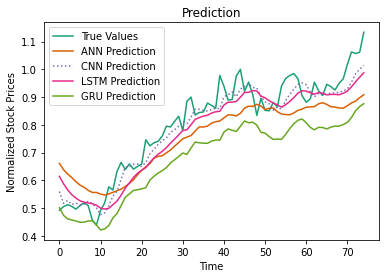 Prediction
True Values
ANN Prediction
CNN Prediction
LSTM Prediction
GRU Prediction
Normalized Stock Prices
1.1
1.0
0.9
0.8
0.7
0.6
0.5
0.4
0 10 20 30 40 50 60 70
Time